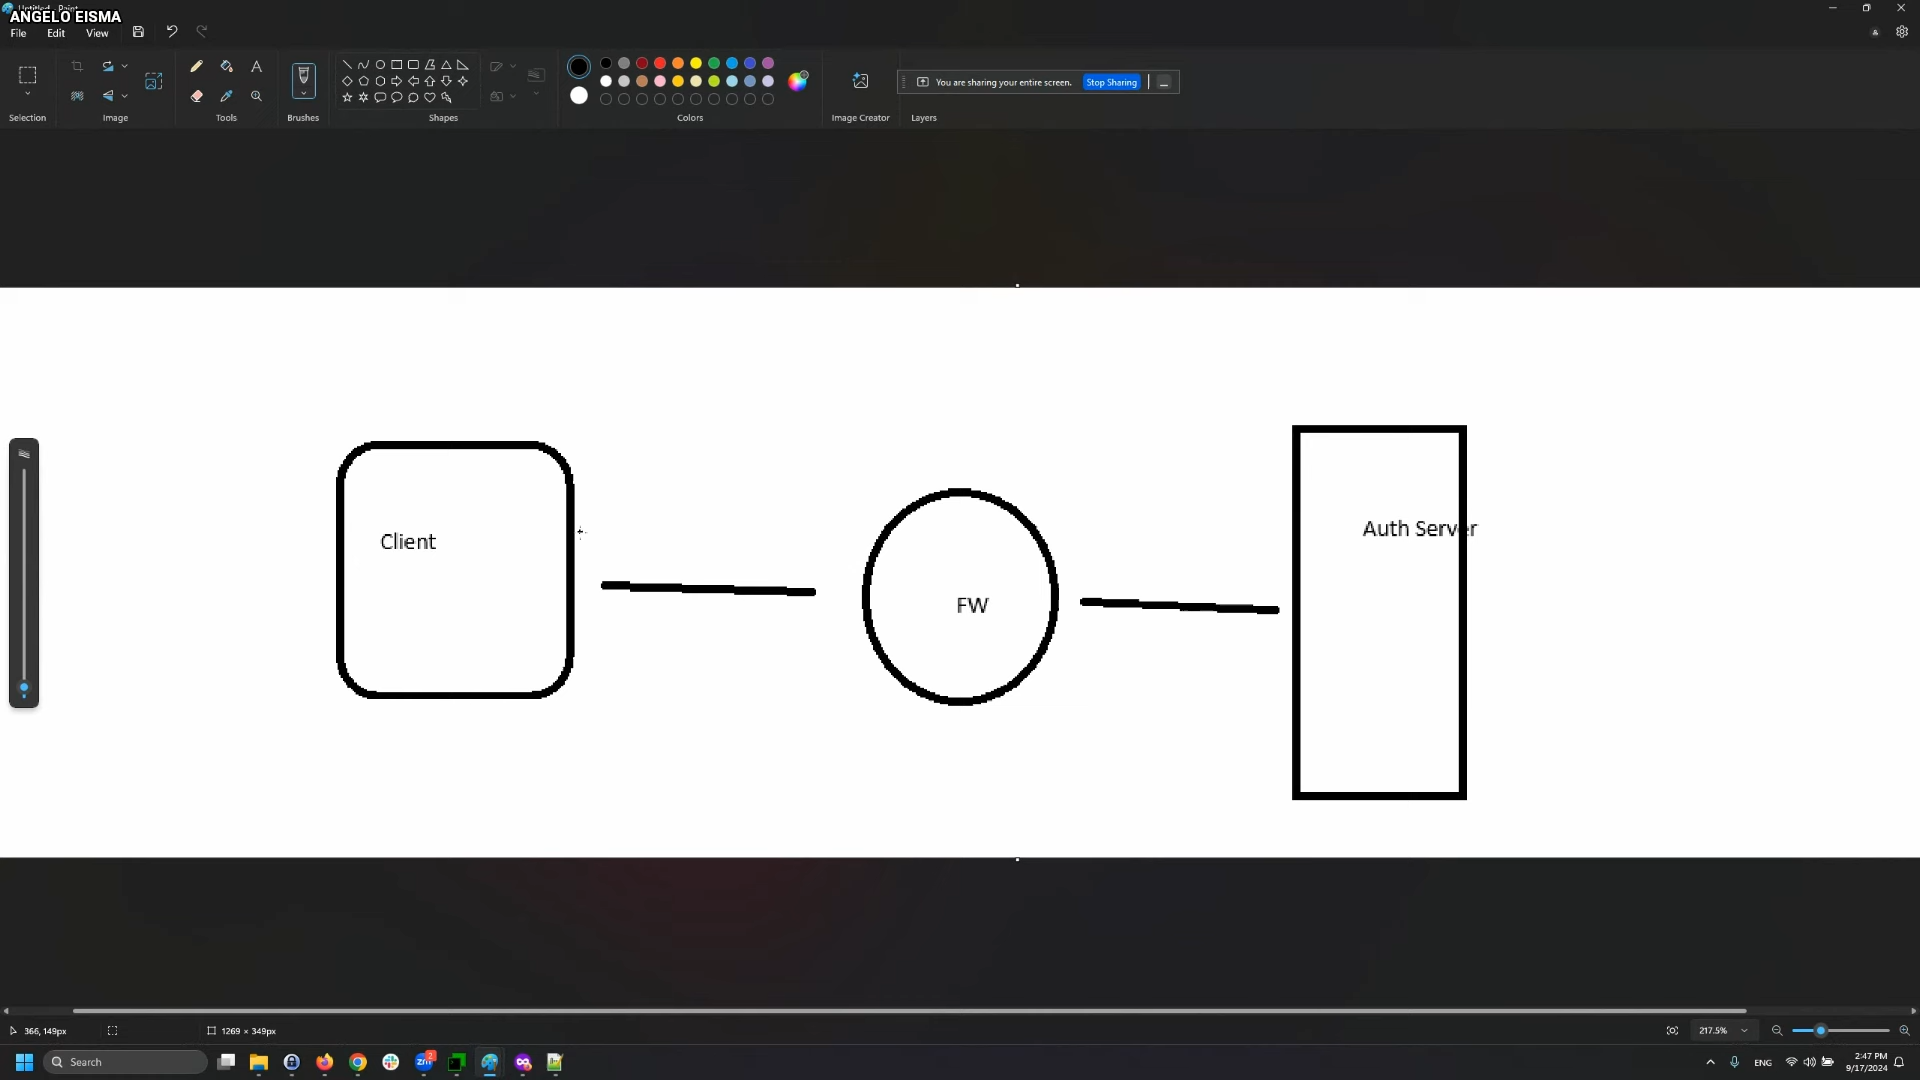 ANGELO EISMA
Untitled - Paint
File Edit View
You are sharing your entire screen. Stop Sharing
Selection Image Tools Brushes Shapes Colors Image Creator Layers
Client
Auth Server
FW
366, 149px 1269 × 349px 217.5%
Search
ENG
2:47 PM
9/17/2024